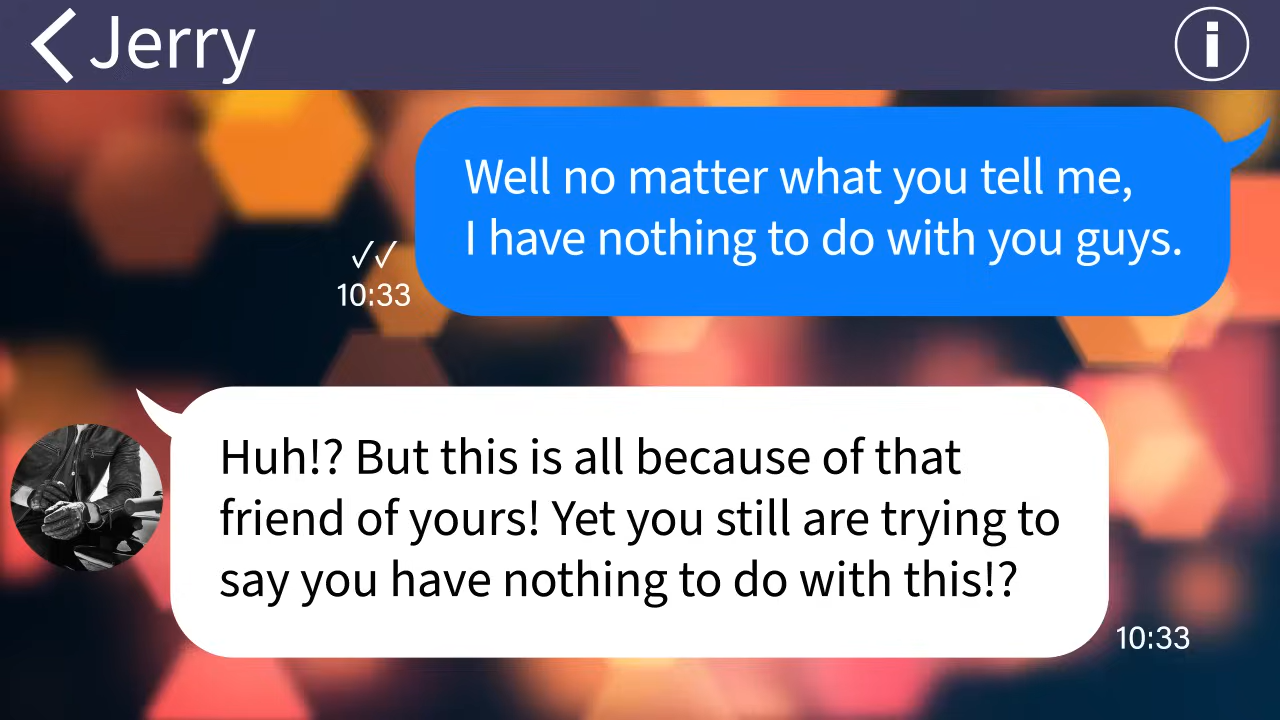 Jerry
Well no matter what you tell me,
I have nothing to do with you guys.
✓✓
10:33
Huh!? But this is all because of that
friend of yours! Yet you still are trying to
say you have nothing to do with this!?
10:33